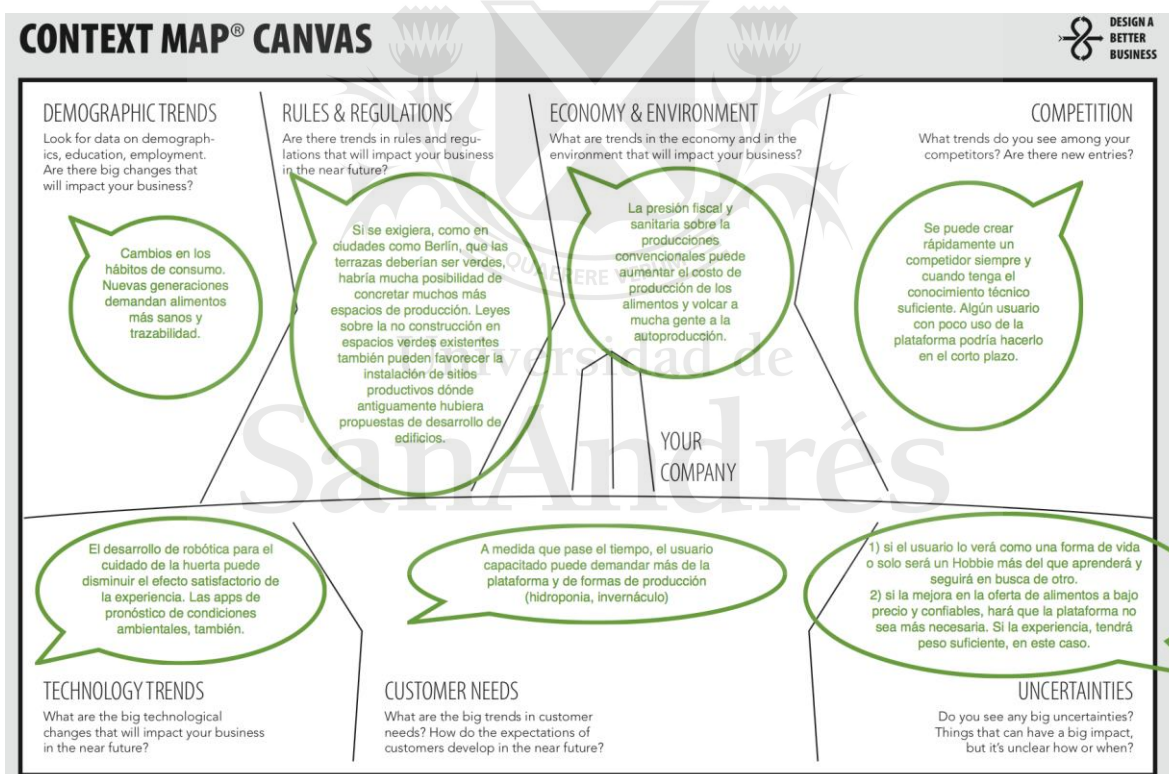 CONTEXT MAP® CANVAS
DESIGN A
BETTER
BUSINESS
DEMOGRAPHIC TRENDS
Look for data on demograph-
ics, education, employment.
Are there big changes that
will impact your business?
Cambios en los
hábitos de consumo.
Nuevas generaciones
demandan alimentos
más sanos y
trazabilidad.
RULES & REGULATIONS
Are there trends in rules and regu-
lations that will impact your business
in the near future?
Si se exigiera, como en
ciudades como Berlín, que las
terrazas deberían ser verdes,
habría mucha posibilidad de
concretar muchos más
espacios de producción. Leyes
sobre la no construcción en
espacios verdes existentes
también pueden favorecer la
instalación de sitios
productivos dónde
antiguamente hubiera
propuestas de desarrollo de
edificios.
ECONOMY & ENVIRONMENT
What are trends in the economy and in the
environment that will impact your business?
La presión fiscal y
sanitaria sobre la
producciones
convencionales puede
aumentar el costo de
producción de los
alimentos y volcar a
mucha gente a la
autoproducción.
COMPETITION
What trends do you see among your
competitors? Are there new entries?
Se puede crear
rápidamente un
competidor siempre y
cuando tenga el
conocimiento técnico
suficiente. Algún usuario
con poco uso de la
plataforma podría hacerlo
en el corto plazo.
YOUR
COMPANY
QUAERERE VERUM
Universidad de
SanAndrés
El desarrollo de robótica para el
cuidado de la huerta puede
disminuir el efecto satisfactorio de
la experiencia. Las apps de
pronóstico de condiciones
ambientales, también.
TECHNOLOGY TRENDS
What are the big technological
changes that will impact your business
in the near future?
A medida que pase el tiempo, el usuario
capacitado puede demandar más de la
plataforma y de formas de producción
(hidroponia, invernáculo)
CUSTOMER NEEDS
What are the big trends in customer
needs? How do the expectations of
customers develop in the near future?
1) si el usuario lo verá como una forma de vida
o solo será un Hobbie más del que aprenderá y
seguirá en busca de otro.
2) si la mejora en la oferta de alimentos a bajo
precio y confiables, hará que la plataforma no
sea más necesaria. Si la experiencia, tendrá
peso suficiente, en este caso.
UNCERTAINTIES
Do you see any big uncertainties?
Things that can have a big impact,
but it's unclear how or when?